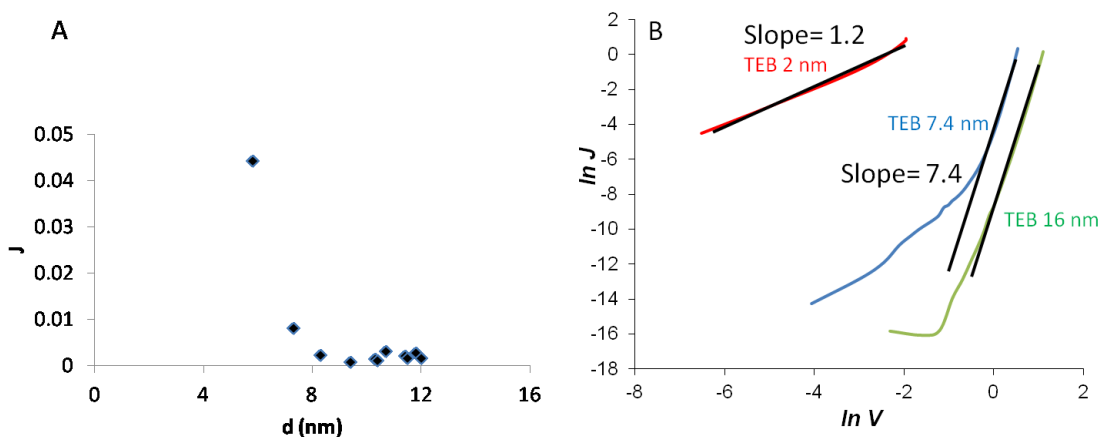 A
J
0.05
0.04
0.03
0.02
0.01
0
0 4 8 12 16
d (nm)
B
ln J
2
0
-2
-4
-6
-8
-10
-12
-14
-16
-18
Slope= 1.2
TEB 2 nm
TEB 7.4 nm
Slope= 7.4
TEB 16 nm
-8 -6 -4 -2 0 2
ln V